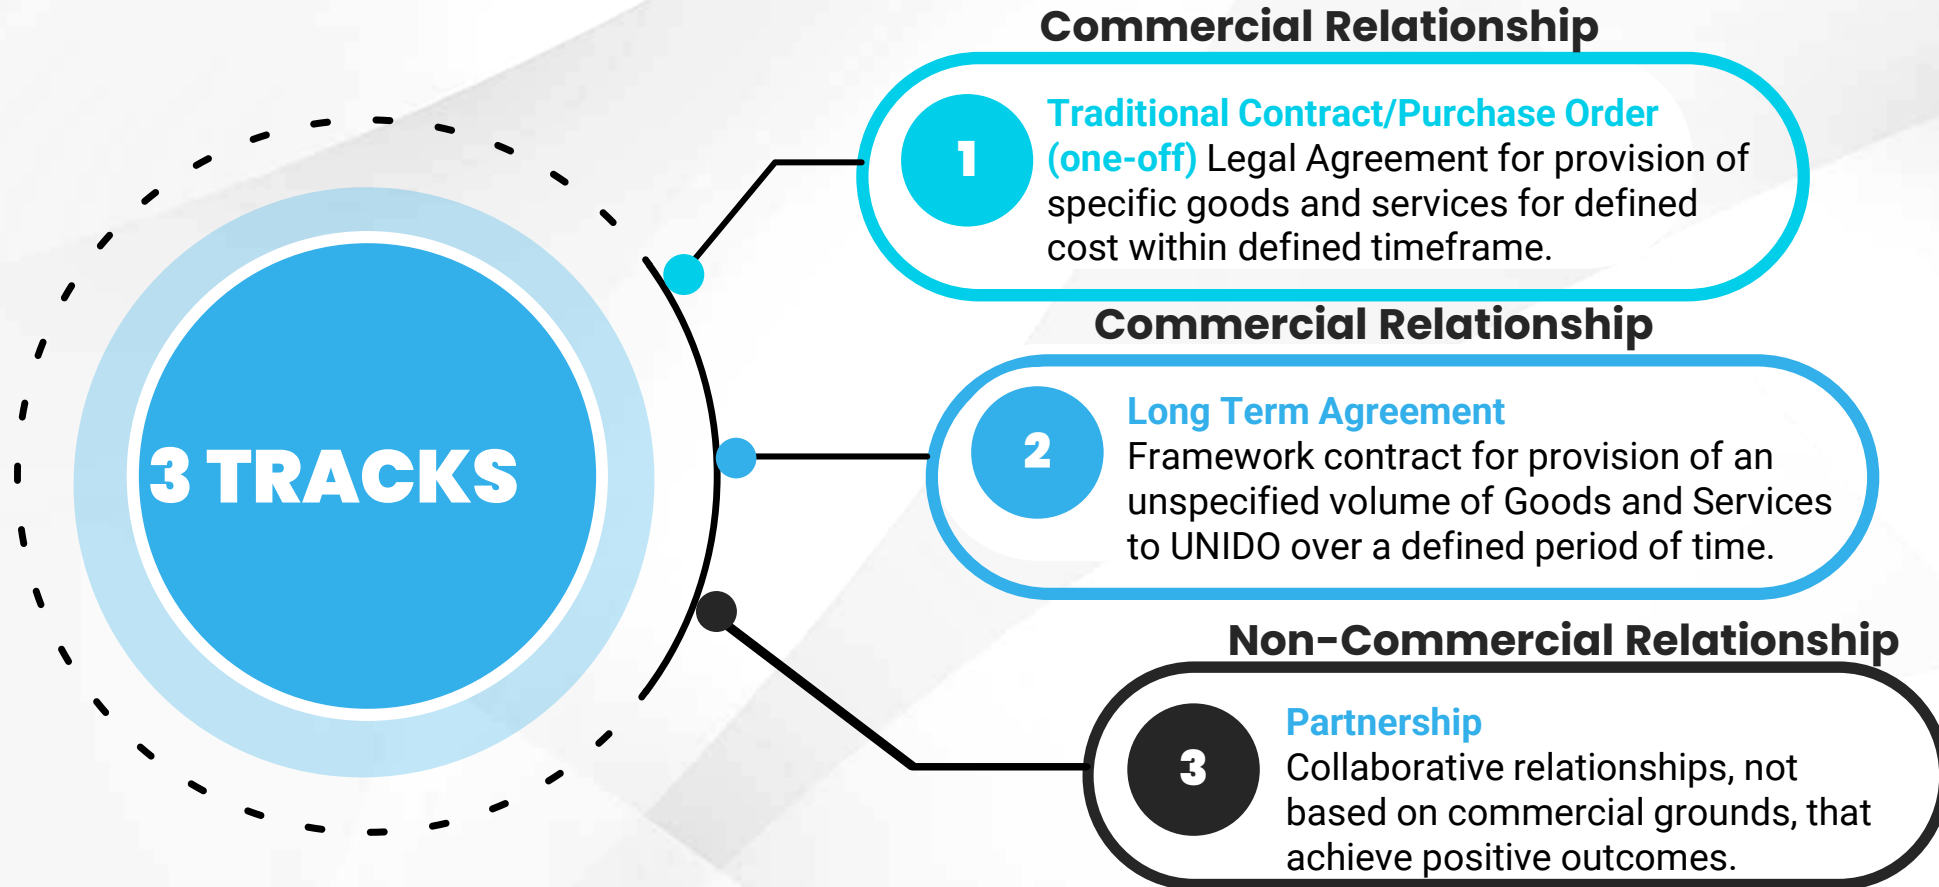 3 TRACKS
Commercial Relationship
1
Traditional Contract/Purchase Order
(one-off) Legal Agreement for provision of
specific goods and services for defined
cost within defined timeframe.
Commercial Relationship
2
Long Term Agreement
Framework contract for provision of an
unspecified volume of Goods and Services
to UNIDO over a defined period of time.
Non-Commercial Relationship
3
Partnership
Collaborative relationships, not
based on commercial grounds, that
achieve positive outcomes.